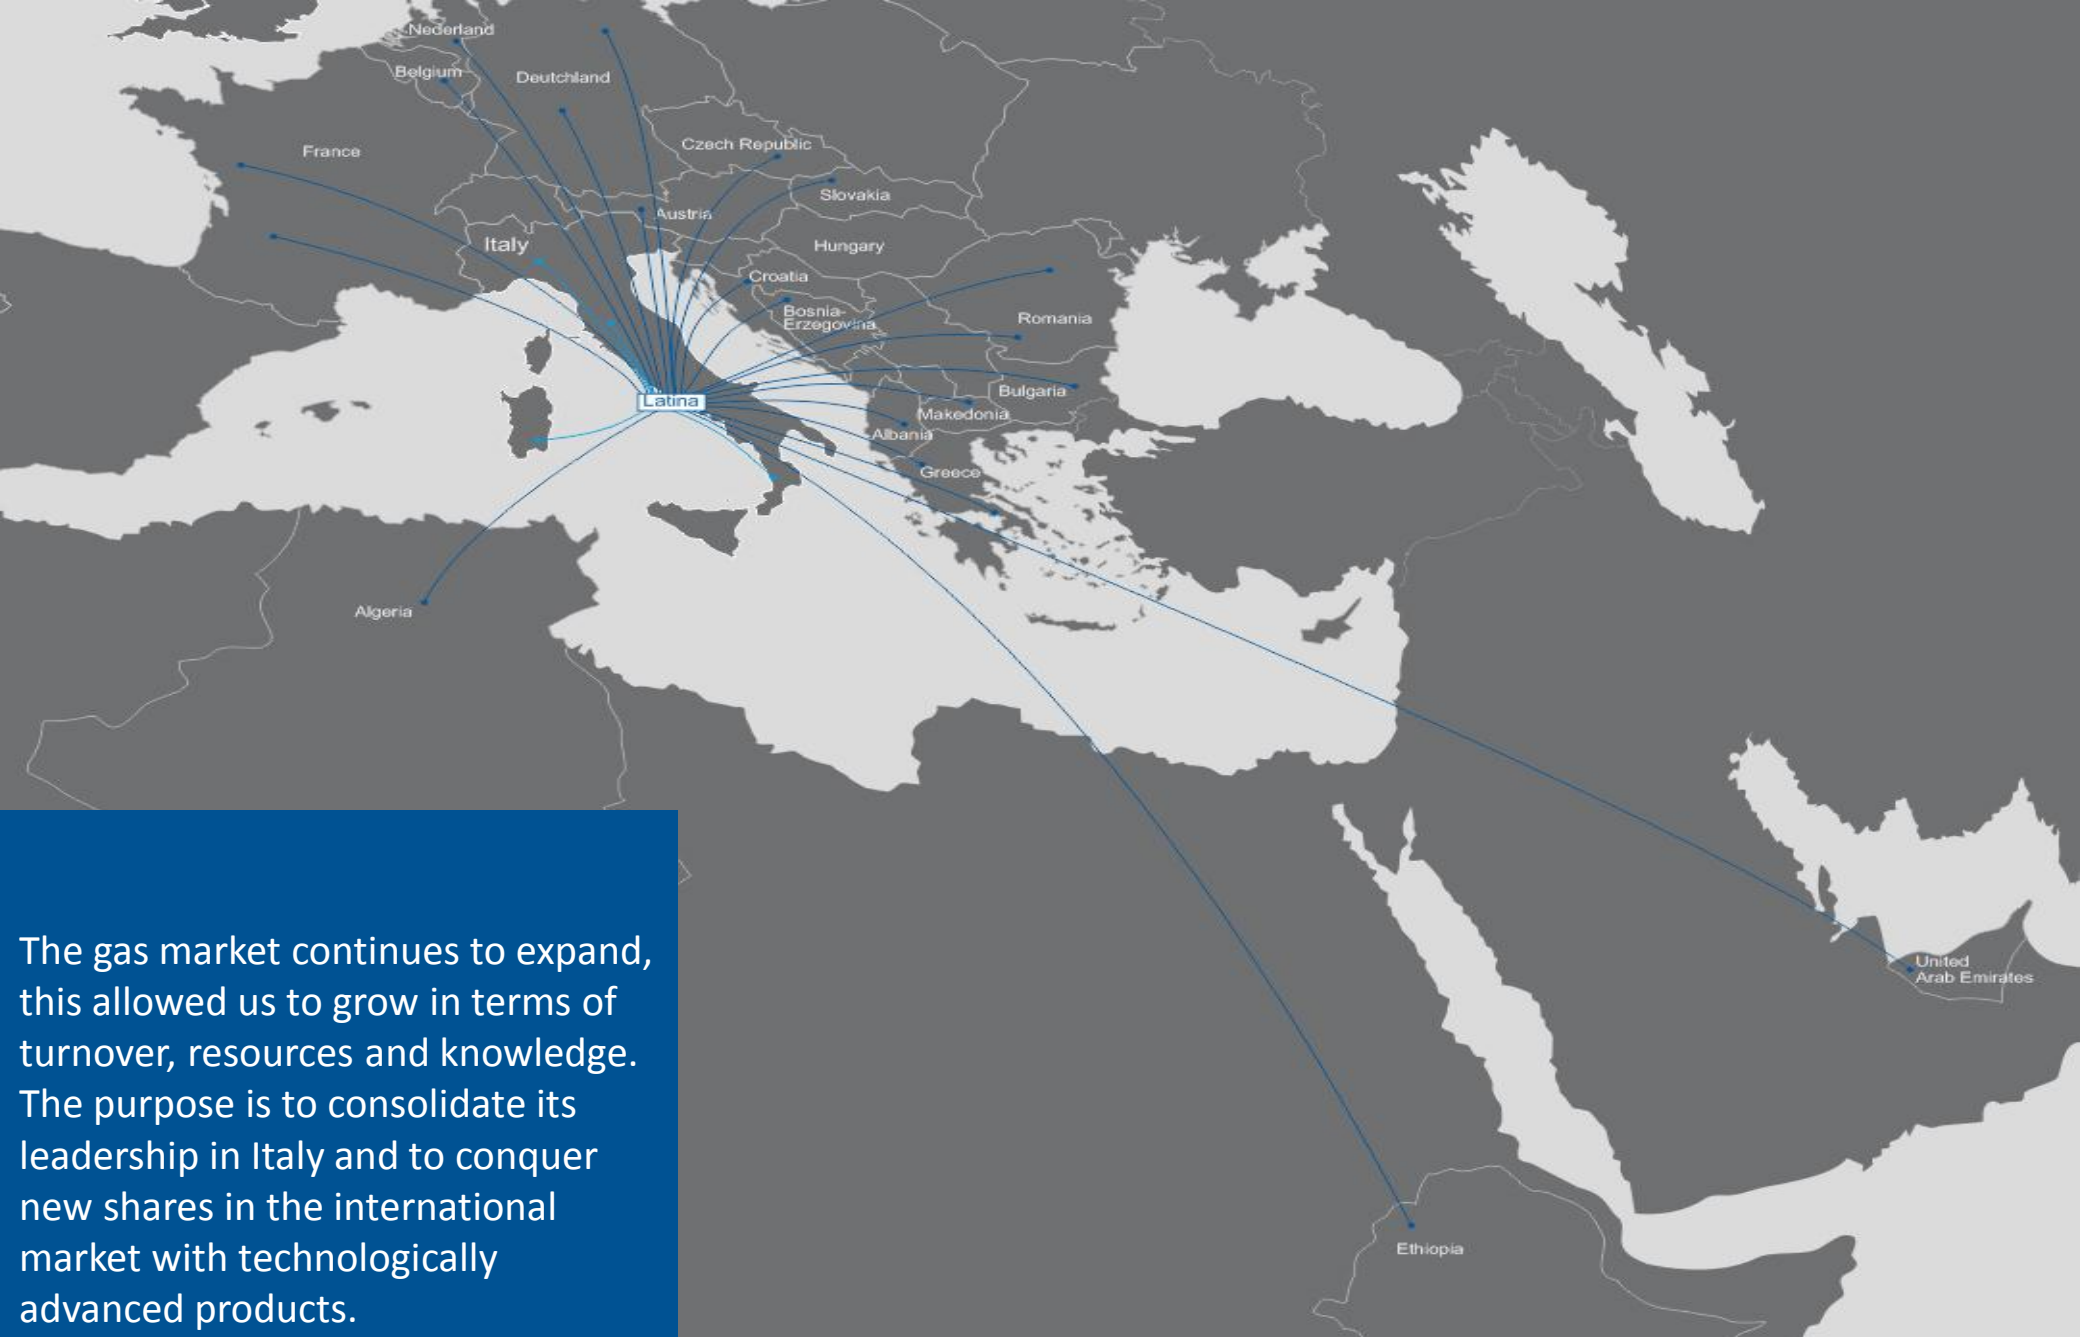 Nederland
Belgium
Deutchland
France
Czech Republic
Slovakia
Austria
Italy
Hungary
Croatia
Bosnia-
Erzegovina
Romania
Bulgaria
Latina
Makedonia
Albania
Greece
Algeria
United
Arab Emirates
Ethiopia
The gas market continues to expand,
this allowed us to grow in terms of
turnover, resources and knowledge.
The purpose is to consolidate its
leadership in Italy and to conquer
new shares in the international
market with technologically
advanced products.